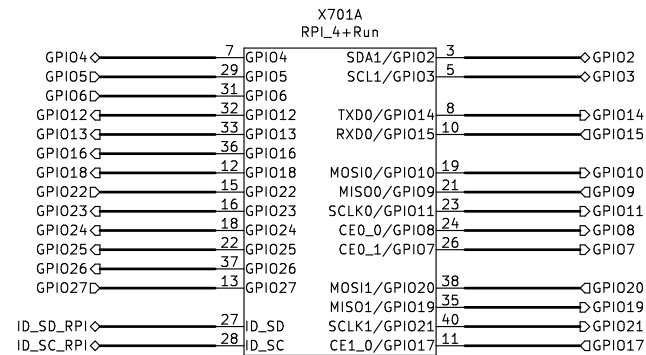 X701A
RPI_4+Run
GPIO4 7 GPIO4 SDA1/GPIO2 3 GPIO2
GPIO5 29 GPIO5 SCL1/GPIO3 5 GPIO3
GPIO6 31 GPIO6
GPIO12 32 GPIO12 TXD0/GPIO14 8 GPIO14
GPIO13 33 GPIO13 RXD0/GPIO15 10 GPIO15
GPIO16 36 GPIO16
GPIO18 12 GPIO18 MOSI0/GPIO10 19 GPIO10
GPIO22 15 GPIO22 MISO0/GPIO9 21 GPIO9
GPIO23 16 GPIO23 SCLK0/GPIO11 23 GPIO11
GPIO24 18 GPIO24 CE0_0/GPIO8 24 GPIO8
GPIO25 22 GPIO25 CE0_1/GPIO7 26 GPIO7
GPIO26 37 GPIO26
GPIO27 13 GPIO27 MOSI1/GPIO20 38 GPIO20
MISO1/GPIO19 35 GPIO19
ID_SD_RPI 27 ID_SD SCLK1/GPIO21 40 GPIO21
ID_SC_RPI 28 ID_SC CE1_0/GPIO17 11 GPIO17